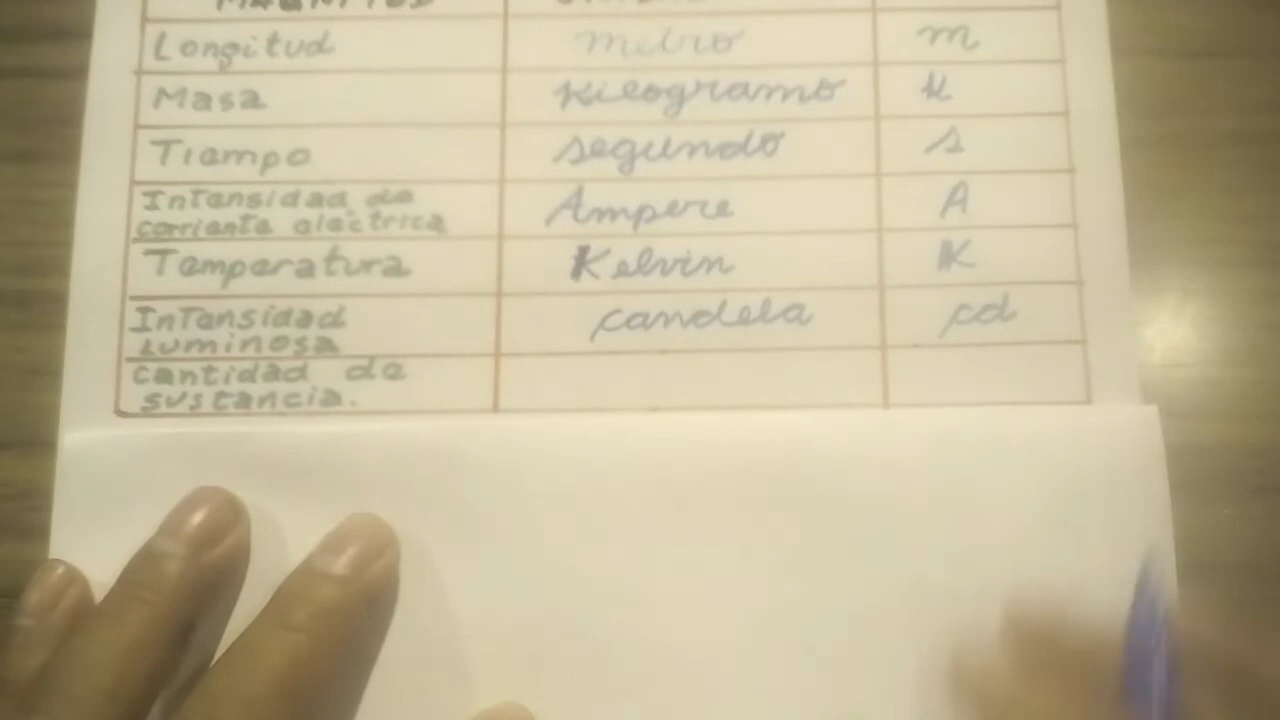 Longitud metro m
Masa Kilogramo k
Tiempo segundo s
Intensidad de
corriente eléctrica Ampere A
Temperatura Kelvin K
Intensidad
Luminosa candela cd
cantidad de
sustancia.